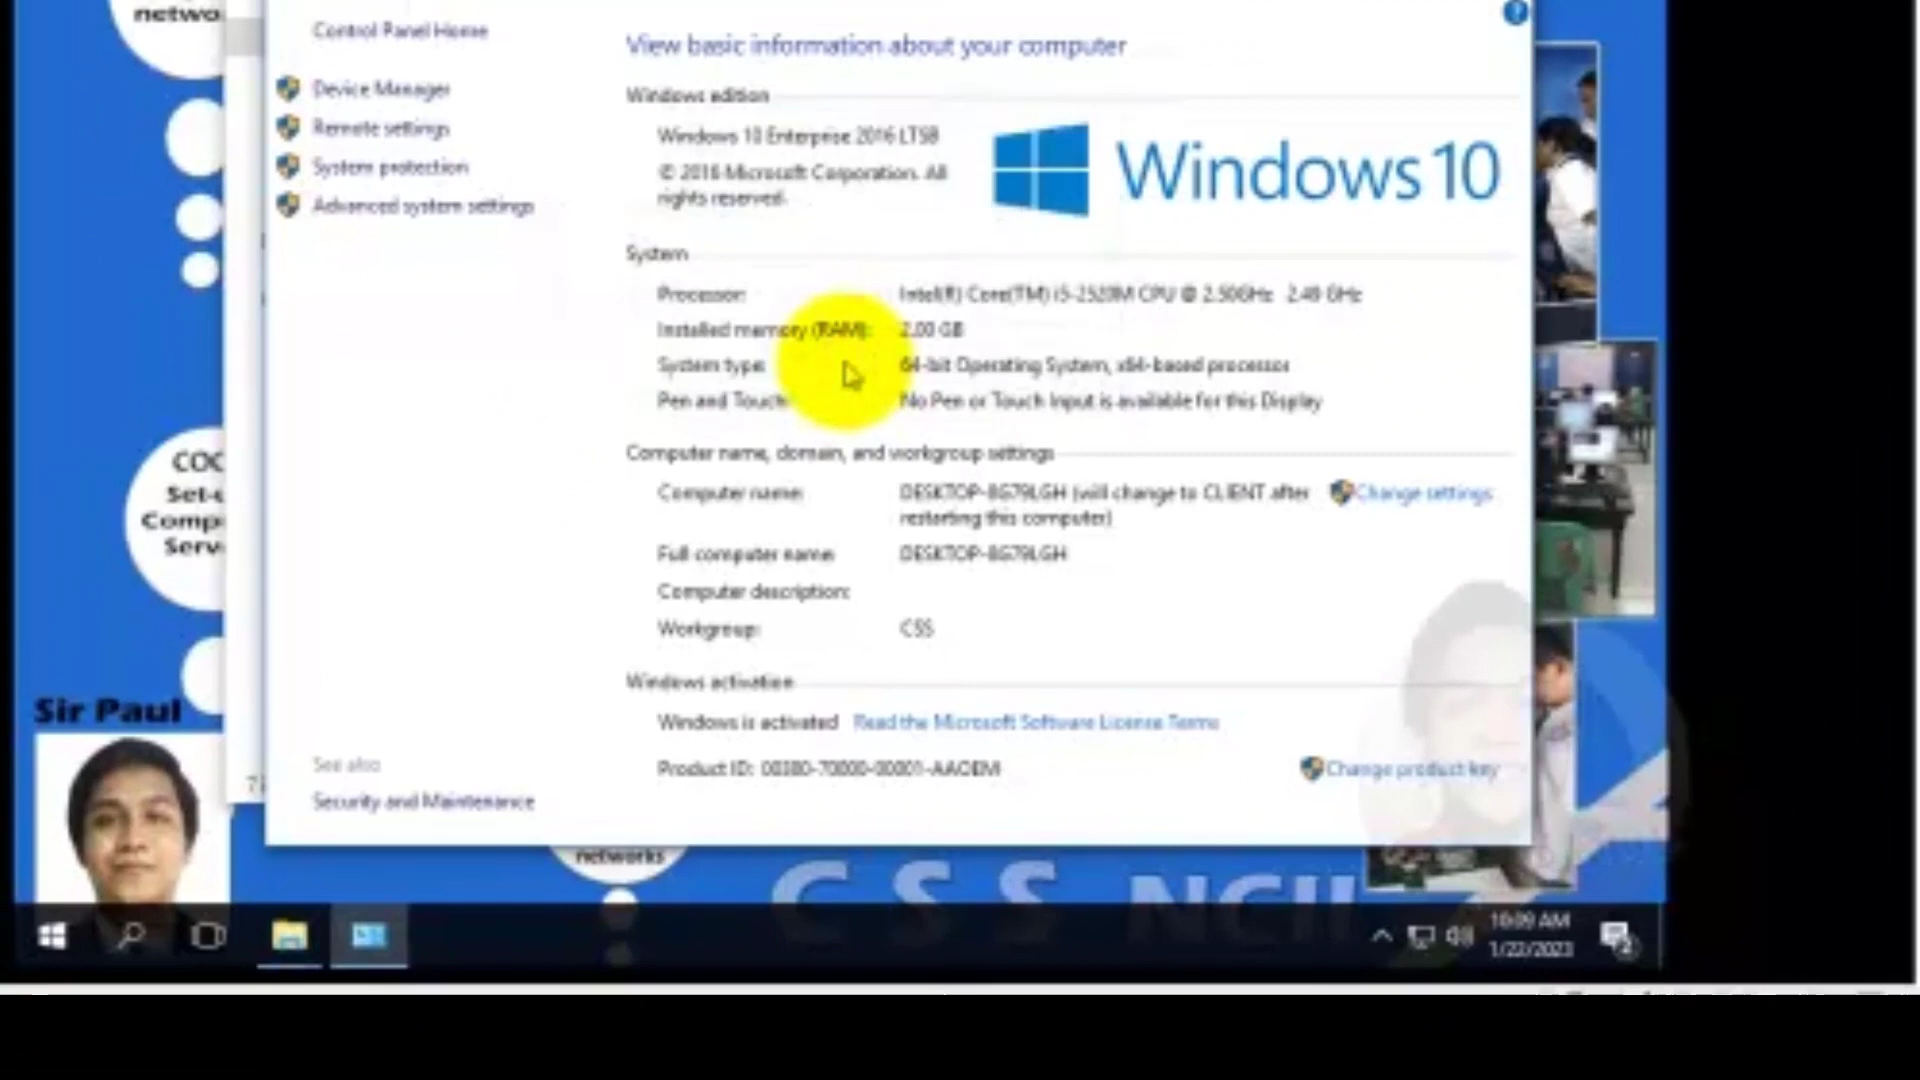 netwo
Control Panel Home
Device Manager
Remote settings
System protection
Advanced system settings
See also
Security and Maintenance
View basic information about your computer
Windows edition
Windows 10 Enterprise 2016 LTSB
© 2016 Microsoft Corporation. All
rights reserved.
Windows 10
System
Processor: Intel(R) Core(TM) i5-2520M CPU @ 2.50GHz 2.49 GHz
Installed memory (RAM): 2.00 GB
System type: 64-bit Operating System, x64-based processor
Pen and Touch: No Pen or Touch Input is available for this Display
Computer name, domain, and workgroup settings
Computer name: DESKTOP-8G79LGH (will change to CLIENT after Change settings
restarting this computer)
Full computer name: DESKTOP-8G79LGH
Computer description:
Workgroup: CSS
Windows activation
Windows is activated Read the Microsoft Software License Terms
Product ID: 00380-70000-00001-AAOEM Change product key
COC
Set-u
Comp
Serv
Sir Paul
networks
CSS NCII
10:09 AM
1/22/2023